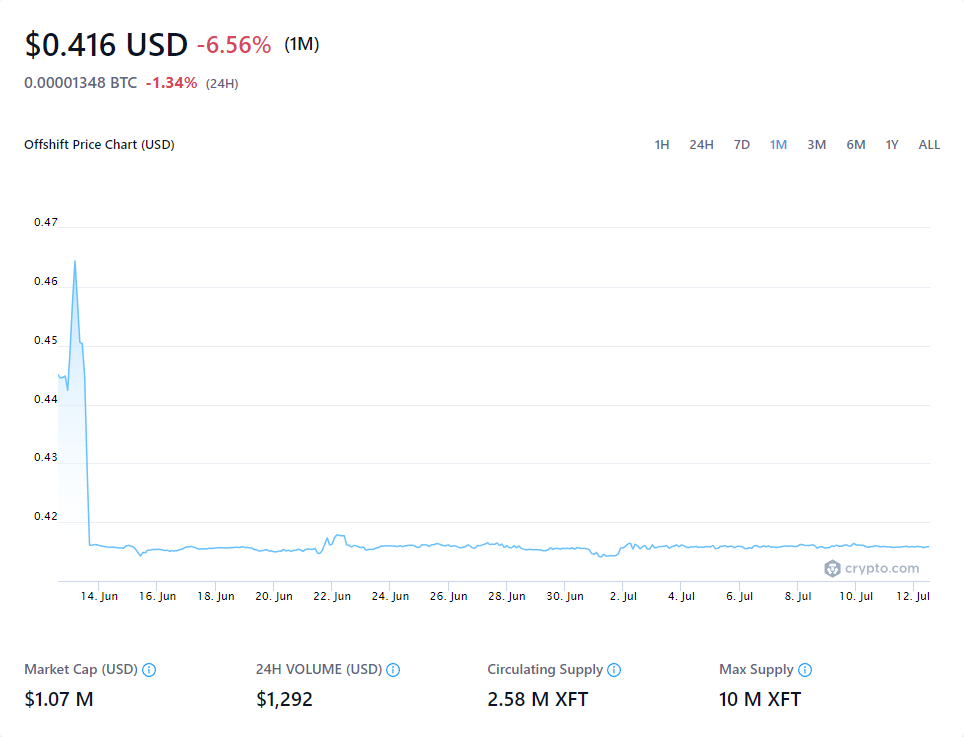 $0.416 USD -6.56% (1M)
0.00001348 BTC -1.34% (24H)
Offshift Price Chart (USD) 1H 24H 7D 1M 3M 6M 1Y ALL
0.47
0.46
0.45
0.44
0.43
0.42
crypto.com
14. Jun 16. Jun 18. Jun 20. Jun 22. Jun 24. Jun 26. Jun 28. Jun 30. Jun 2. Jul 4. Jul 6. Jul 8. Jul 10. Jul 12. Jul
Market Cap (USD) 24H VOLUME (USD) Circulating Supply Max Supply
$1.07 M $1,292 2.58 M XFT 10 M XFT